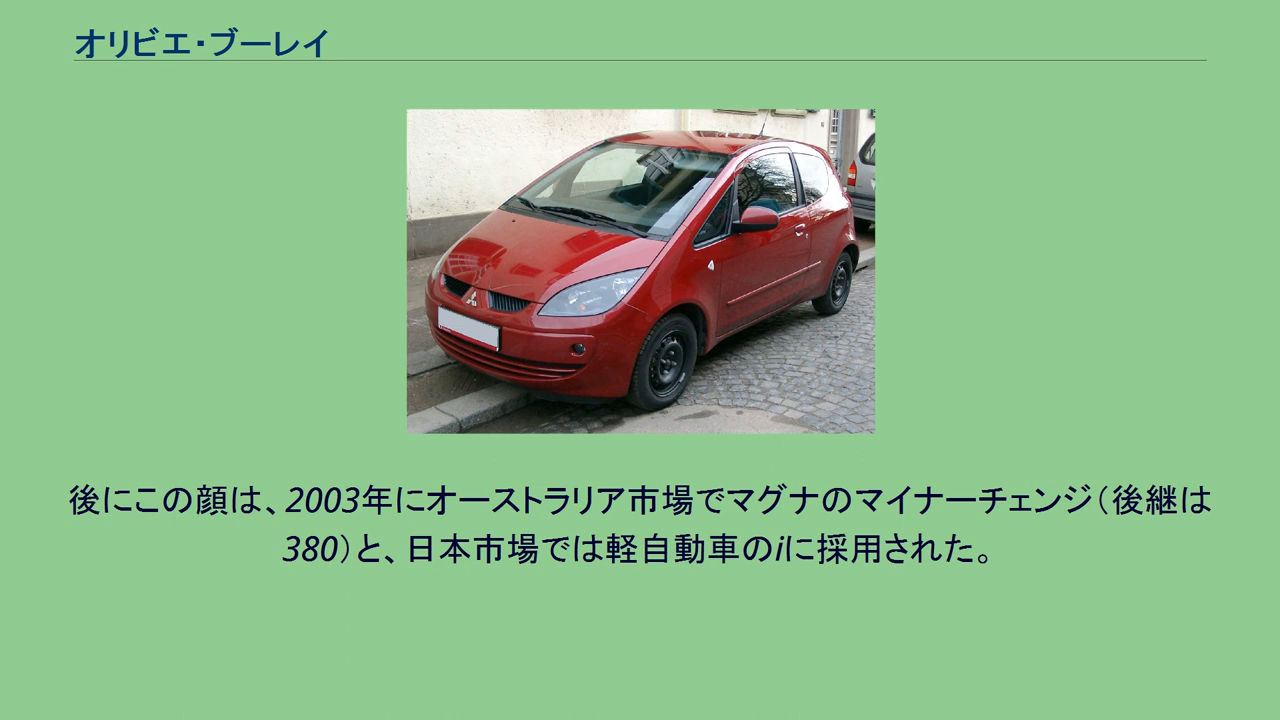 オリビエ・ブーレイ
後にこの顔は、2003年にオーストラリア市場でマグナのマイナーチェンジ（後継は
380）と、日本市場では軽自動車のiに採用された。